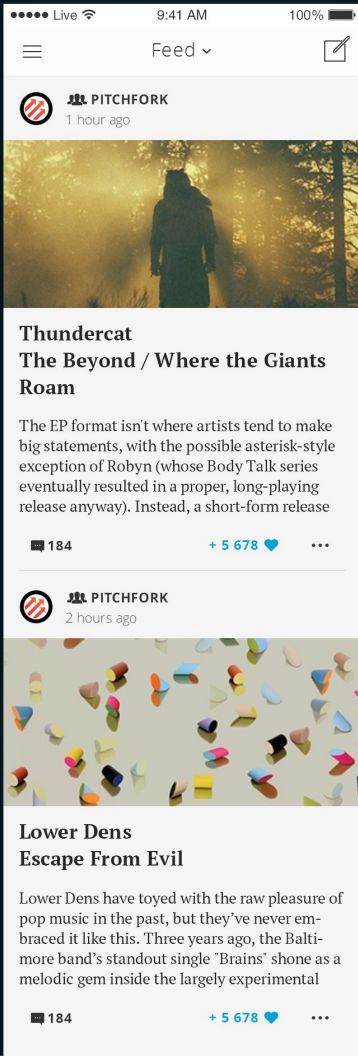 Live 9:41 AM 100%
Feed
PITCHFORK
1 hour ago
Thundercat
The Beyond / Where the Giants
Roam
The EP format isn't where artists tend to make
big statements, with the possible asterisk-style
exception of Robyn (whose Body Talk series
eventually resulted in a proper, long-playing
release anyway). Instead, a short-form release
184 + 5 678
PITCHFORK
2 hours ago
Lower Dens
Escape From Evil
Lower Dens have toyed with the raw pleasure of
pop music in the past, but they’ve never em-
braced it like this. Three years ago, the Balti-
more band’s standout single "Brains" shone as a
melodic gem inside the largely experimental
184 + 5 678